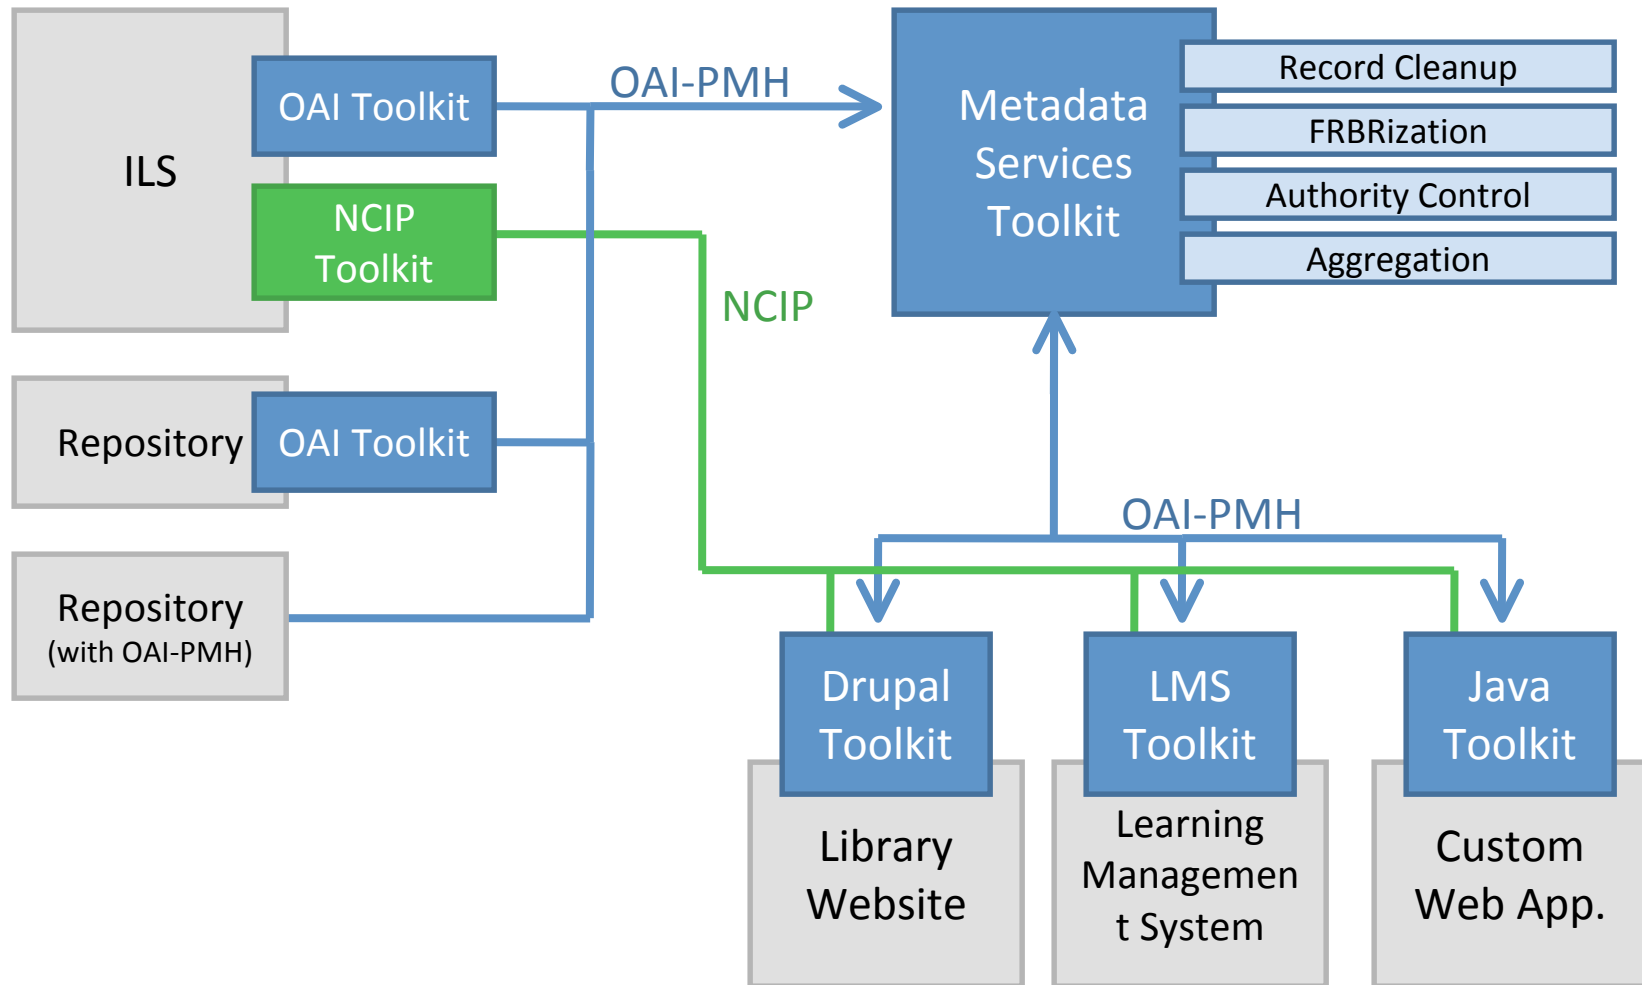 ILS
OAI Toolkit
NCIP
Toolkit
OAI-PMH
Metadata
Services
Toolkit
Record Cleanup
FRBRization
Authority Control
Aggregation
NCIP
Repository
OAI Toolkit
OAI-PMH
Repository
(with OAI-PMH)
Drupal
Toolkit
LMS
Toolkit
Java
Toolkit
Library
Website
Learning
Managemen
t System
Custom
Web App.